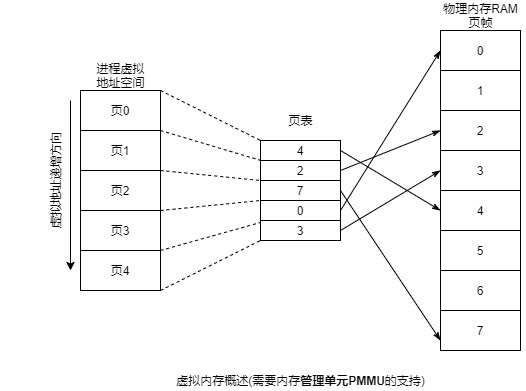 物理内存RAM
页帧
进程虚拟
地址空间
虚拟地址递增方向
页0
页1
页2
页3
页4
页表
4
2
7
0
3
0
1
2
3
4
5
6
7
虚拟内存概述(需要内存管理单元PMMU的支持)